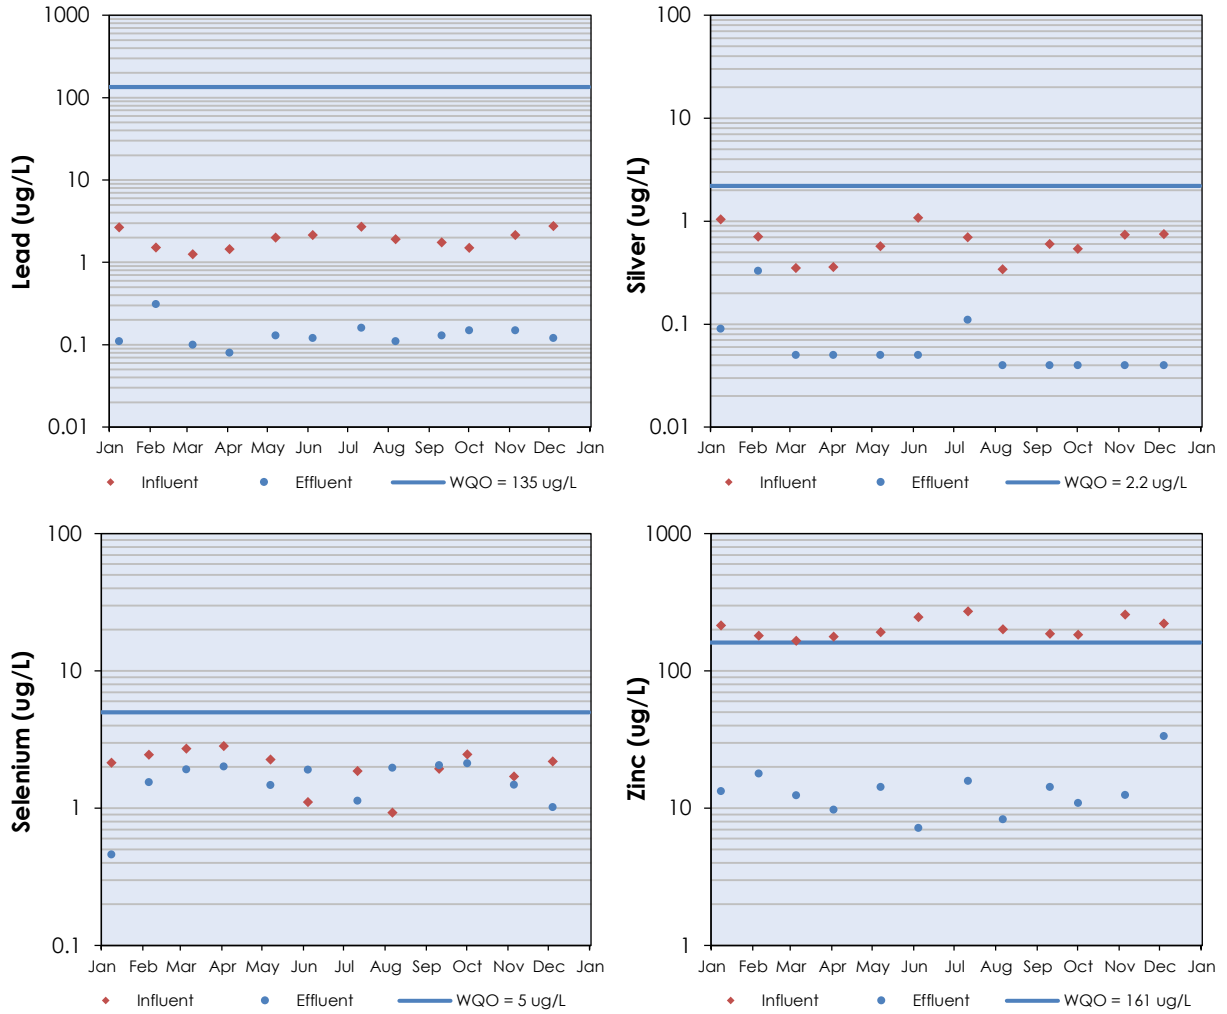 1000
100
10
1
0.1
0.01
Lead (ug/L)
Jan Feb Mar Apr May Jun Jul Aug Sep Oct Nov Dec Jan
Influent Effluent WQO = 135 ug/L
100
10
1
0.1
0.01
Silver (ug/L)
Jan Feb Mar Apr May Jun Jul Aug Sep Oct Nov Dec Jan
Influent Effluent WQO = 2.2 ug/L
100
10
1
0.1
Selenium (ug/L)
Jan Feb Mar Apr May Jun Jul Aug Sep Oct Nov Dec Jan
Influent Effluent WQO = 5 ug/L
1000
100
10
1
Zinc (ug/L)
Jan Feb Mar Apr May Jun Jul Aug Sep Oct Nov Dec Jan
Influent Effluent WQO = 161 ug/L